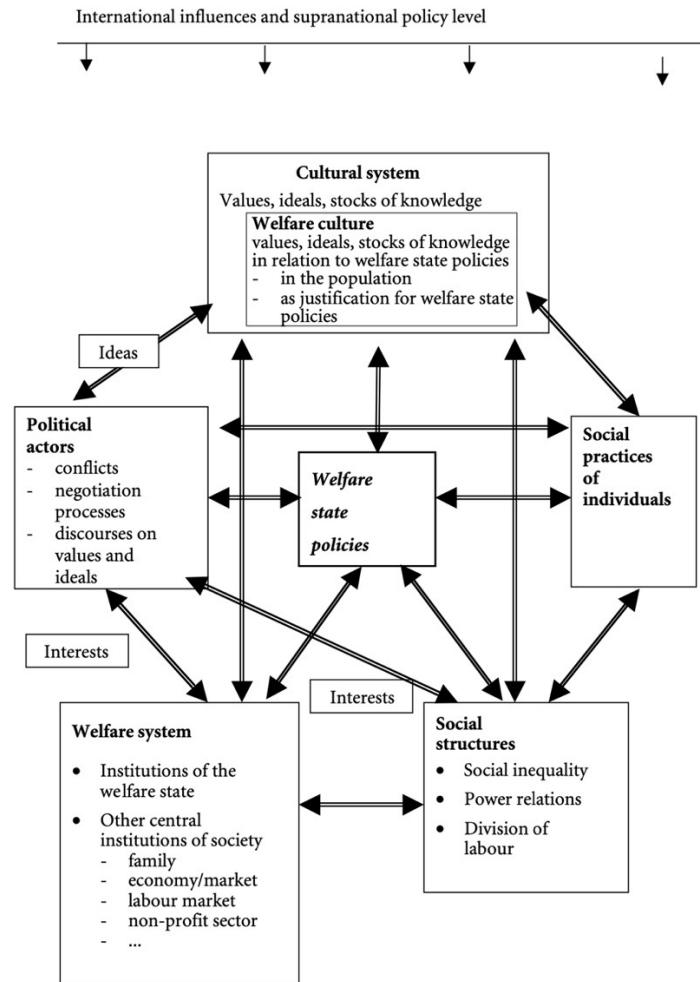 International influences and supranational policy level
Cultural system
Values, ideals, stocks of knowledge
Welfare culture
values, ideals, stocks of knowledge
in relation to welfare state policies
- in the population
- as justification for welfare state
policies
Ideas
Political
actors
- conflicts
- negotiation
processes
- discourses on
values and
ideals
Welfare
state
policies
Social
practices
of
individuals
Interests
Interests
Welfare system
• Institutions of the
welfare state
• Other central
institutions of society
- family
- economy/market
- labour market
- non-profit sector
- ...
Social
structures
• Social inequality
• Power relations
• Division of
labour